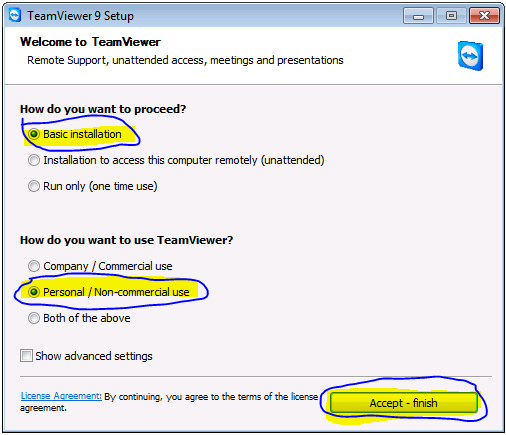 TeamViewer 9 Setup
Welcome to TeamViewer
Remote Support, unattended access, meetings and presentations
How do you want to proceed?
Basic installation
Installation to access this computer remotely (unattended)
Run only (one time use)
How do you want to use TeamViewer?
Company / Commercial use
Personal / Non-commercial use
Both of the above
Show advanced settings
License Agreement: By continuing, you agree to the terms of the license
agreement.
Accept - finish